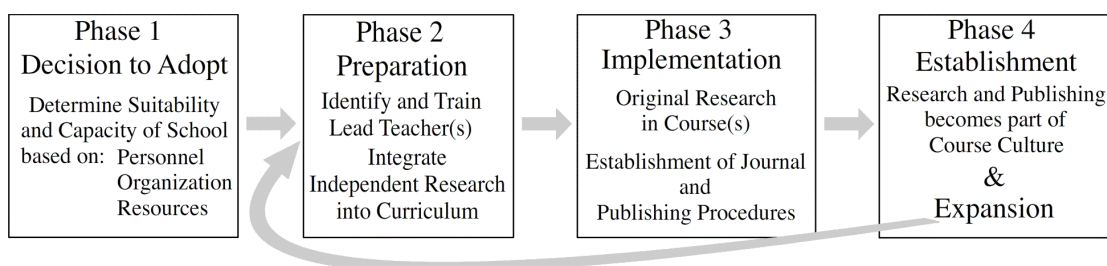 Phase 1
Decision to Adopt
Determine Suitability
and Capacity of School
based on: Personnel
Organization
Resources
Phase 2
Preparation
Identify and Train
Lead Teacher(s)
Integrate
Independent Research
into Curriculum
Phase 3
Implementation
Original Research
in Course(s)
Establishment of Journal
and
Publishing Procedures
Phase 4
Establishment
Research and Publishing
becomes part of
Course Culture
&
Expansion